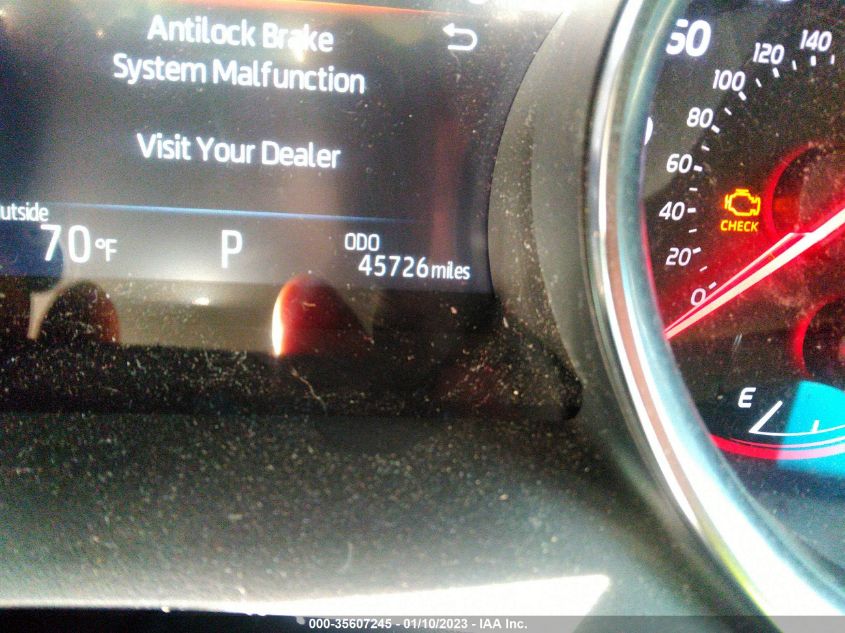 Antilock Brake
System Malfunction
Visit Your Dealer
utside
70°F
P
ODO
45726 miles
140
120
100
80
60
40
20
0
CHECK
E
000-35607245 - 01/10/2023 - IAA Inc.